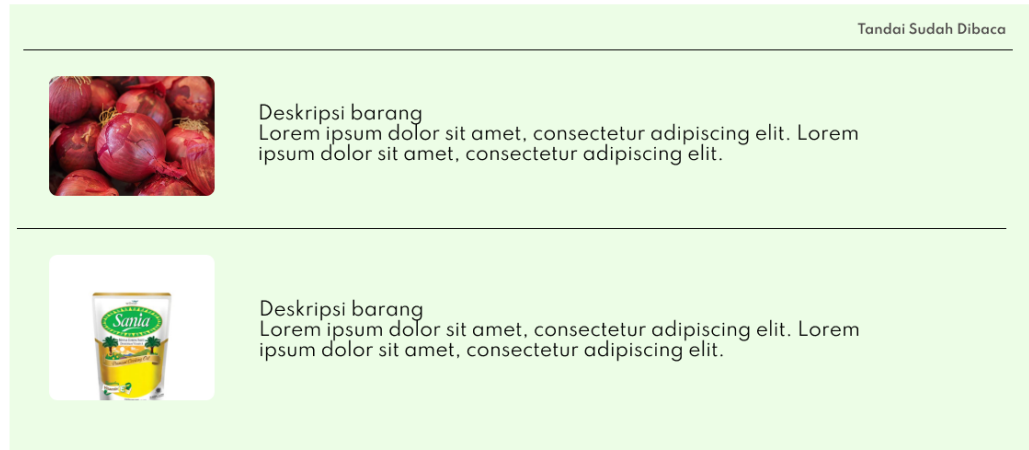 Tandai Sudah Dibaca
Deskripsi barang
Lorem ipsum dolor sit amet, consectetur adipiscing elit. Lorem
ipsum dolor sit amet, consectetur adipiscing elit.
Sania
Deskripsi barang
Lorem ipsum dolor sit amet, consectetur adipiscing elit. Lorem
ipsum dolor sit amet, consectetur adipiscing elit.